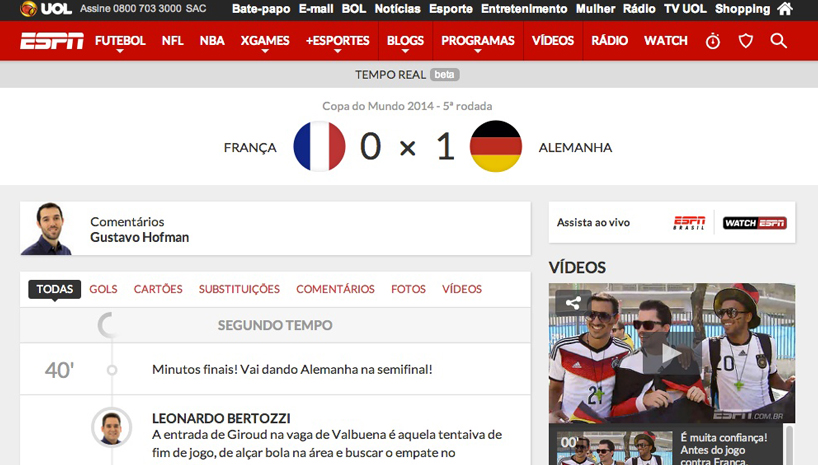 UOL Assine 0800 703 3000 SAC Bate-papo E-mail BOL Notícias Esporte Entretenimento Mulher Rádio TV UOL Shopping
ESPN FUTEBOL NFL NBA XGAMES +ESPORTES BLOGS PROGRAMAS VÍDEOS RÁDIO WATCH
TEMPO REAL beta
Copa do Mundo 2014 - 5ª rodada
FRANÇA 0 × 1 ALEMANHA
Comentários
Gustavo Hofman
Assista ao vivo ESPN BRASIL WATCH ESPN
TODAS GOLS CARTÕES SUBSTITUIÇÕES COMENTÁRIOS FOTOS VÍDEOS
SEGUNDO TEMPO
40' Minutos finais! Vai dando Alemanha na semifinal!
LEONARDO BERTOZZI
A entrada de Giroud na vaga de Valbuena é aquela tentaiva de
fim de jogo, de alçar bola na área e buscar o empate no
VÍDEOS
21
20
ESPN.COM.BR
00'
É muita confiança!
Antes do jogo
contra França,